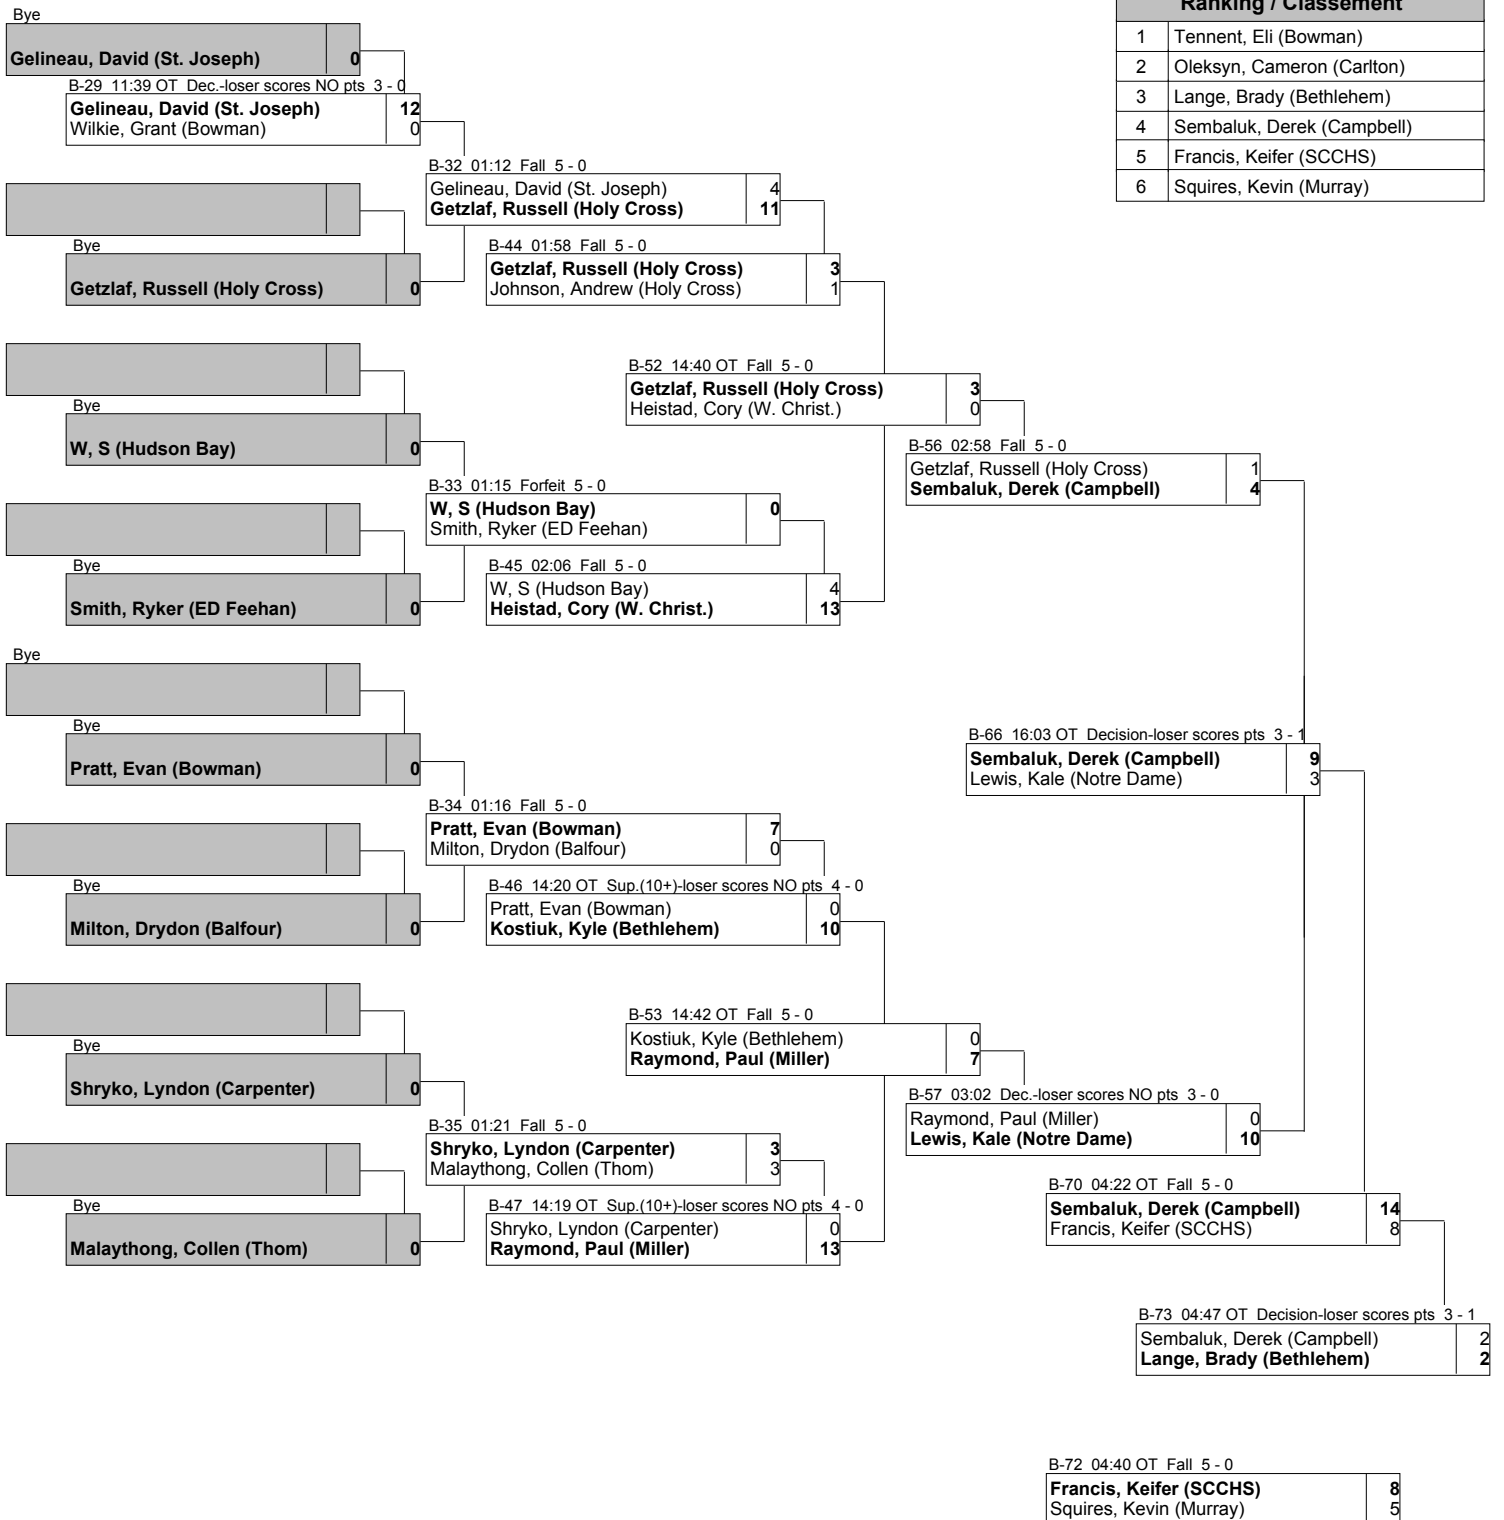 Ranking / Classement
1 Tennent, Eli (Bowman)
2 Oleksyn, Cameron (Carlton)
3 Lange, Brady (Bethlehem)
4 Sembaluk, Derek (Campbell)
5 Francis, Keifer (SCCHS)
6 Squires, Kevin (Murray)
Bye
Gelineau, David (St. Joseph) 0
B-29 11:39 OT Dec.-loser scores NO pts 3 - 0
Gelineau, David (St. Joseph) 12
Wilkie, Grant (Bowman) 0
B-32 01:12 Fall 5 - 0
Gelineau, David (St. Joseph) 4
Getzlaf, Russell (Holy Cross) 11
Bye
Getzlaf, Russell (Holy Cross) 0
B-44 01:58 Fall 5 - 0
Getzlaf, Russell (Holy Cross) 3
Johnson, Andrew (Holy Cross) 1
B-52 14:40 OT Fall 5 - 0
Getzlaf, Russell (Holy Cross) 3
Heistad, Cory (W. Christ.) 0
Bye
W, S (Hudson Bay) 0
B-56 02:58 Fall 5 - 0
Getzlaf, Russell (Holy Cross) 1
Sembaluk, Derek (Campbell) 4
B-33 01:15 Forfeit 5 - 0
W, S (Hudson Bay) 0
Smith, Ryker (ED Feehan)
Bye
Smith, Ryker (ED Feehan) 0
B-45 02:06 Fall 5 - 0
W, S (Hudson Bay) 4
Heistad, Cory (W. Christ.) 13
Bye
Bye
Pratt, Evan (Bowman) 0
B-66 16:03 OT Decision-loser scores pts 3 - 1
Sembaluk, Derek (Campbell) 9
Lewis, Kale (Notre Dame) 3
B-34 01:16 Fall 5 - 0
Pratt, Evan (Bowman) 7
Milton, Drydon (Balfour) 0
Bye
Milton, Drydon (Balfour) 0
B-46 14:20 OT Sup.(10+)-loser scores NO pts 4 - 0
Pratt, Evan (Bowman) 0
Kostiuk, Kyle (Bethlehem) 10
B-53 14:42 OT Fall 5 - 0
Kostiuk, Kyle (Bethlehem) 0
Raymond, Paul (Miller) 7
Bye
Shryko, Lyndon (Carpenter) 0
B-57 03:02 Dec.-loser scores NO pts 3 - 0
Raymond, Paul (Miller) 0
Lewis, Kale (Notre Dame) 10
B-35 01:21 Fall 5 - 0
Shryko, Lyndon (Carpenter) 3
Malaythong, Collen (Thom) 3
Bye
Malaythong, Collen (Thom) 0
B-47 14:19 OT Sup.(10+)-loser scores NO pts 4 - 0
Shryko, Lyndon (Carpenter) 0
Raymond, Paul (Miller) 13
B-70 04:22 OT Fall 5 - 0
Sembaluk, Derek (Campbell) 14
Francis, Keifer (SCCHS) 8
B-73 04:47 OT Decision-loser scores pts 3 - 1
Sembaluk, Derek (Campbell) 2
Lange, Brady (Bethlehem) 2
B-72 04:40 OT Fall 5 - 0
Francis, Keifer (SCCHS) 8
Squires, Kevin (Murray) 5